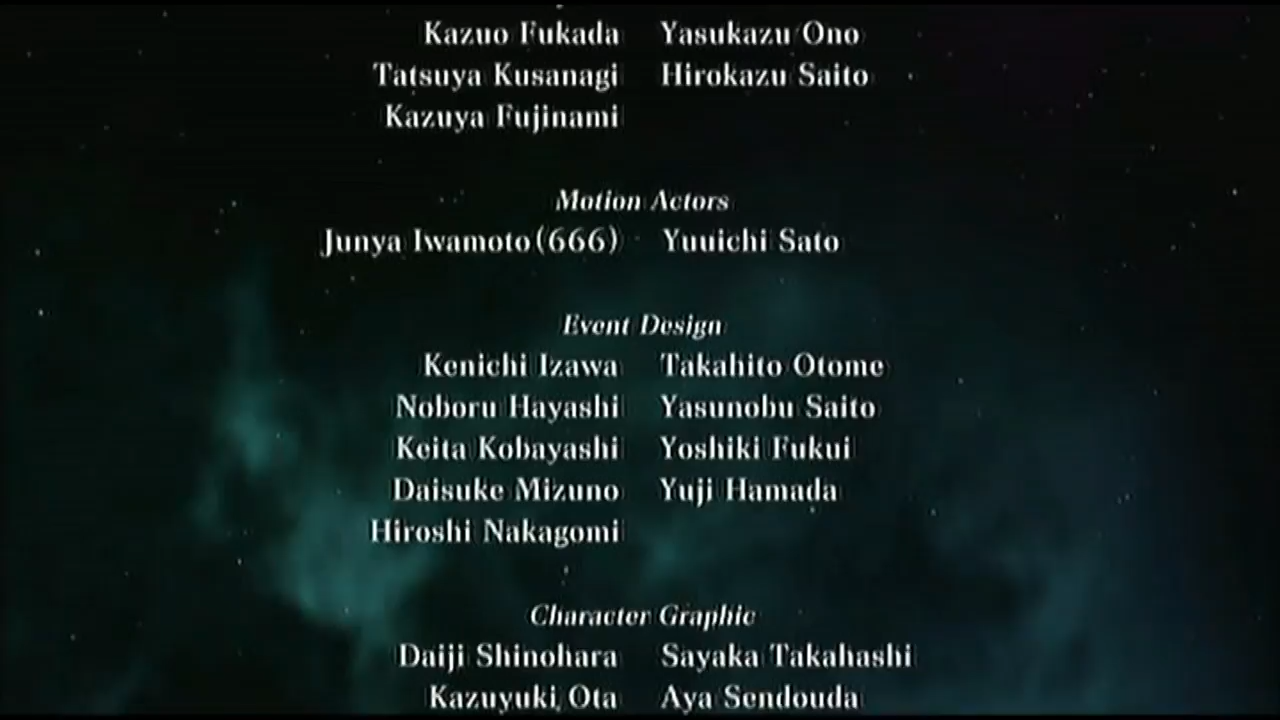 Kazuo Fukada Yasukazu Ono
Tatsuya Kusanagi Hirokazu Saito
Kazuya Fujinami
Motion Actors
Junya Iwamoto(666) Yuuichi Sato
Event Design
Kenichi Izawa Takahito Otome
Noboru Hayashi Yasunobu Saito
Keita Kobayashi Yoshiki Fukui
Daisuke Mizuno Yuji Hamada
Hiroshi Nakagomi
Character Graphic
Daiji Shinohara Sayaka Takahashi
Kazuyuki Ota Aya Sendouda